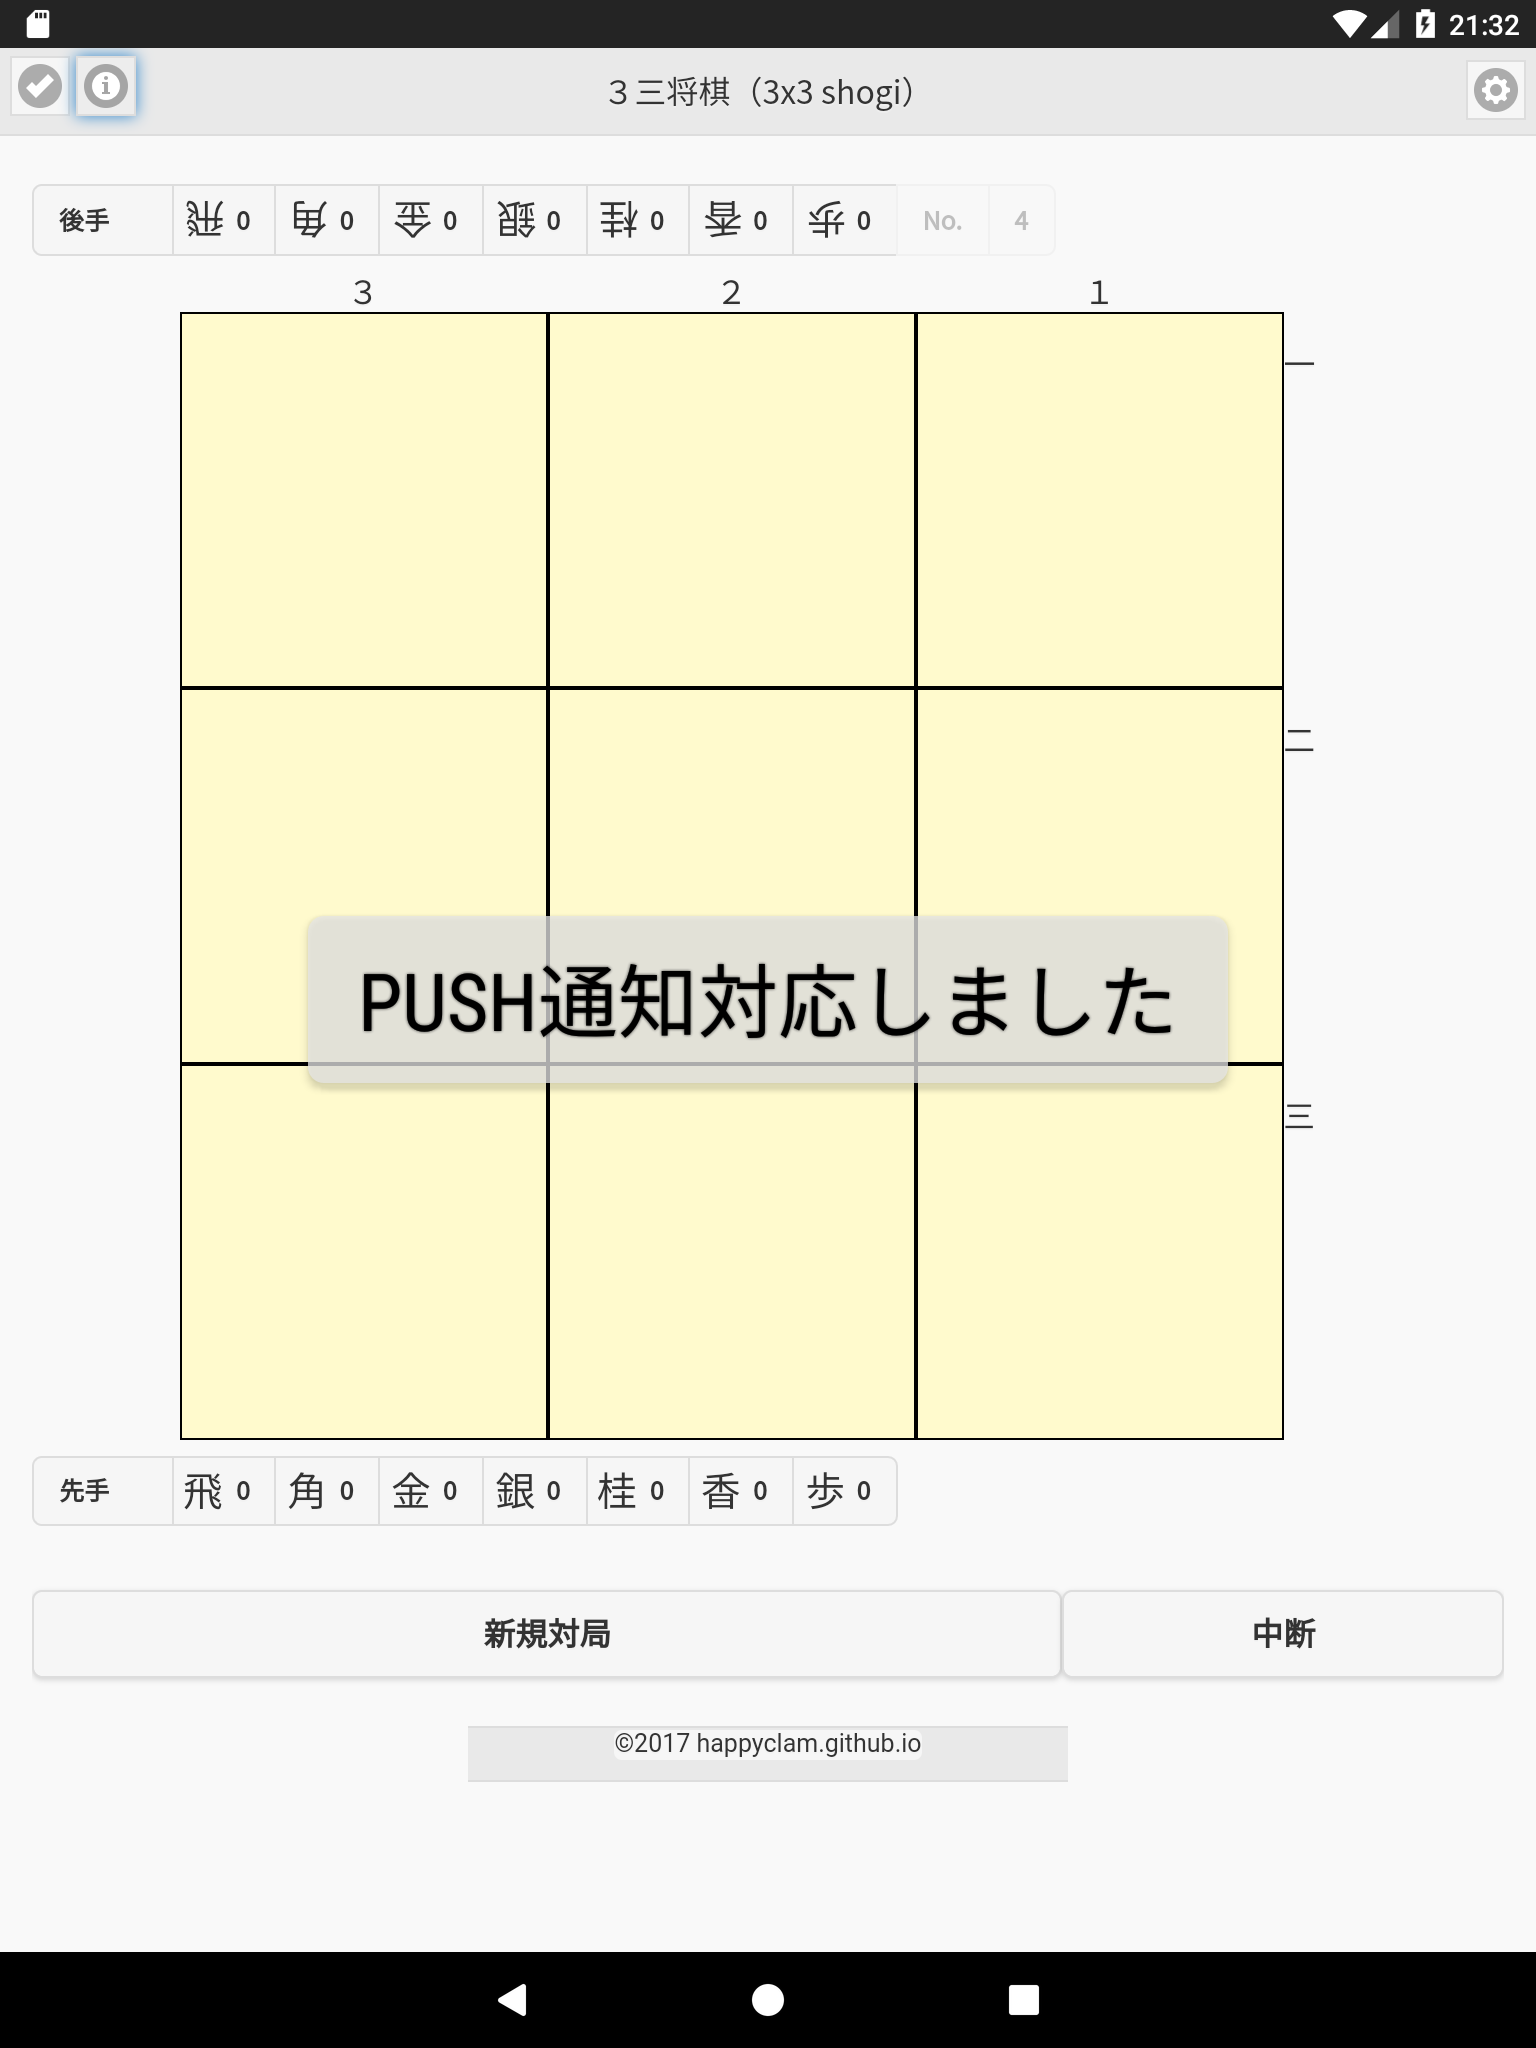 21:32
３三将棋（3x3 shogi）
後手 飛 0 角 0 金 0 銀 0 桂 0 香 0 歩 0 No. 4
３ ２ １
一
二
PUSH通知対応しました
三
先手 飛 0 角 0 金 0 銀 0 桂 0 香 0 歩 0
新規対局 中断
©2017 happyclam.github.io